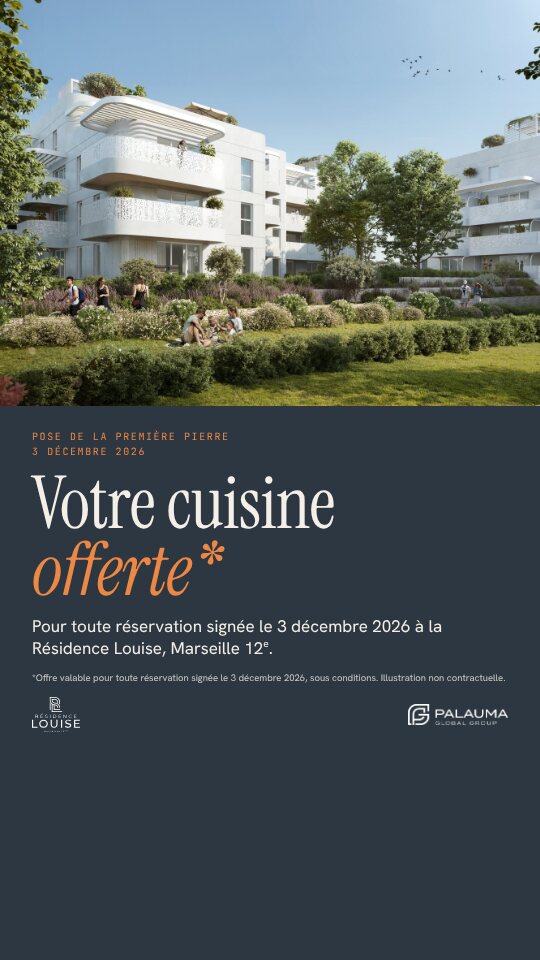 POSE DE LA PREMIÈRE PIERRE
3 DÉCEMBRE 2026
Votre cuisine
offerte*
Pour toute réservation signée le 3 décembre 2026 à la
Résidence Louise, Marseille 12e.
*Offre valable pour toute réservation signée le 3 décembre 2026, sous conditions. Illustration non contractuelle.
RÉSIDENCE
LOUISE
PALAUMA
GLOBAL GROUP